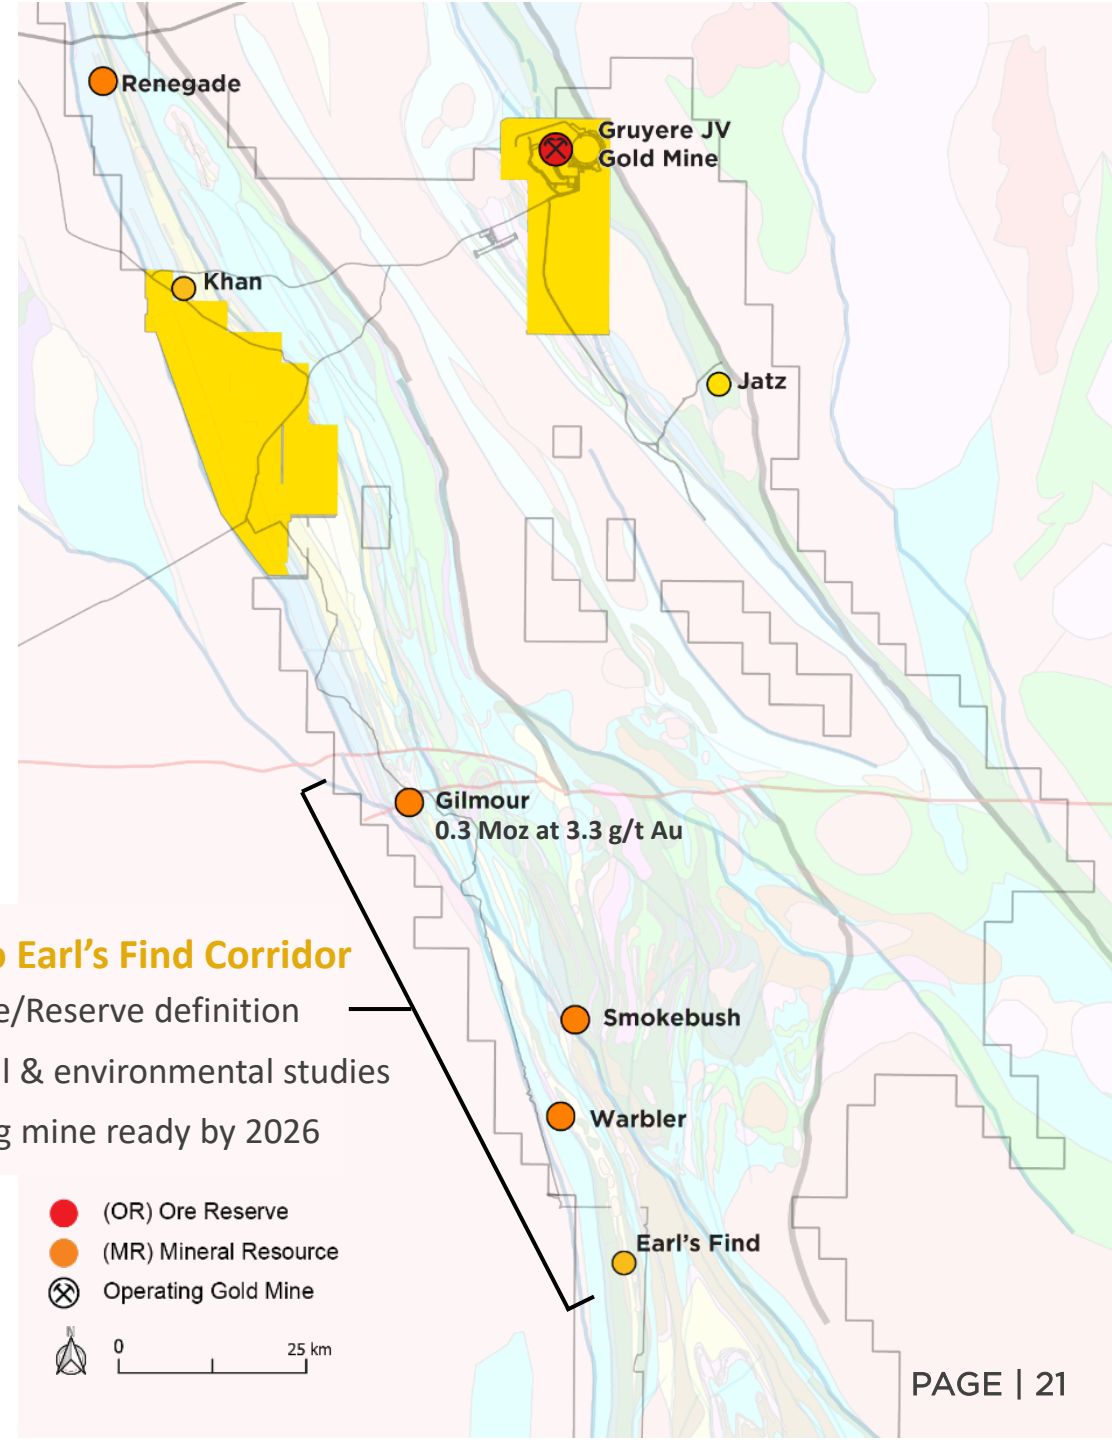 Renegade
Gruyere JV
Gold Mine
Khan
Jatz
Gilmour
0.3 Moz at 3.3 g/t Au
Earl’s Find Corridor
e/Reserve definition
l & environmental studies
g mine ready by 2026
Smokebush
Warbler
Earl’s Find
(OR) Ore Reserve
(MR) Mineral Resource
Operating Gold Mine
N
0 25 km
PAGE | 21